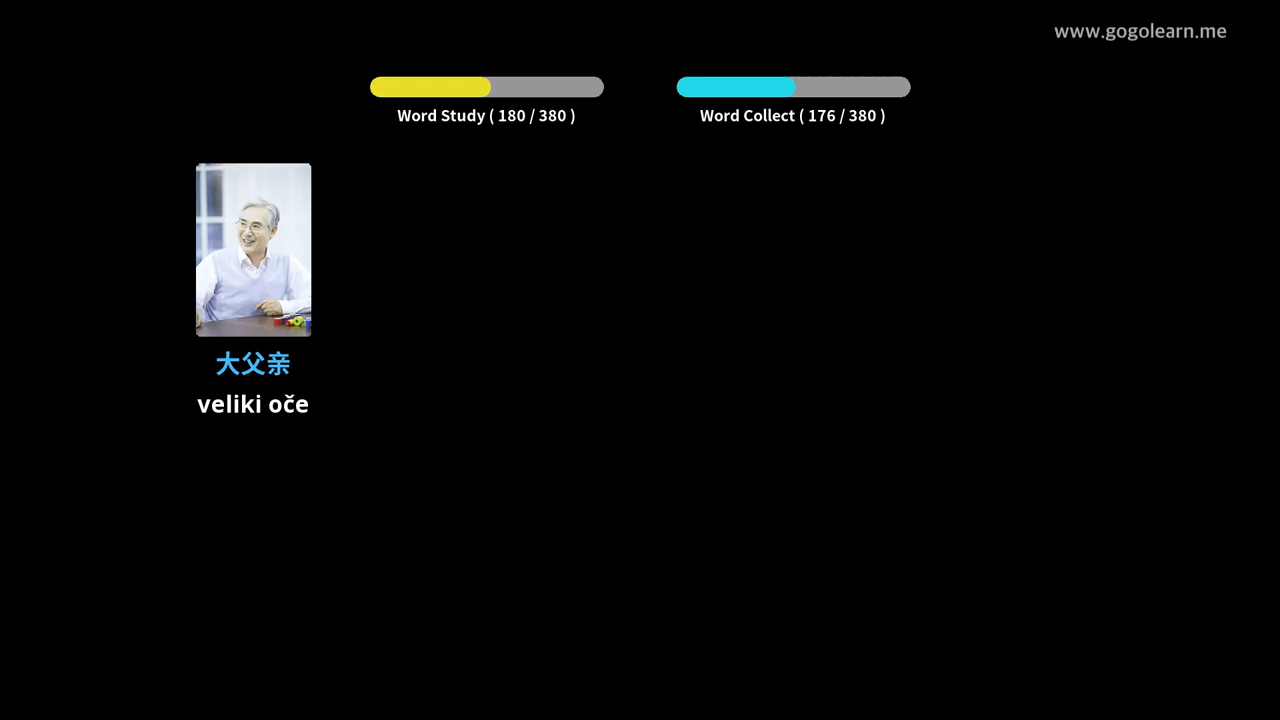 www.gogolearn.me
Word Study ( 180 / 380 )
Word Collect ( 176 / 380 )
大父亲
veliki oče